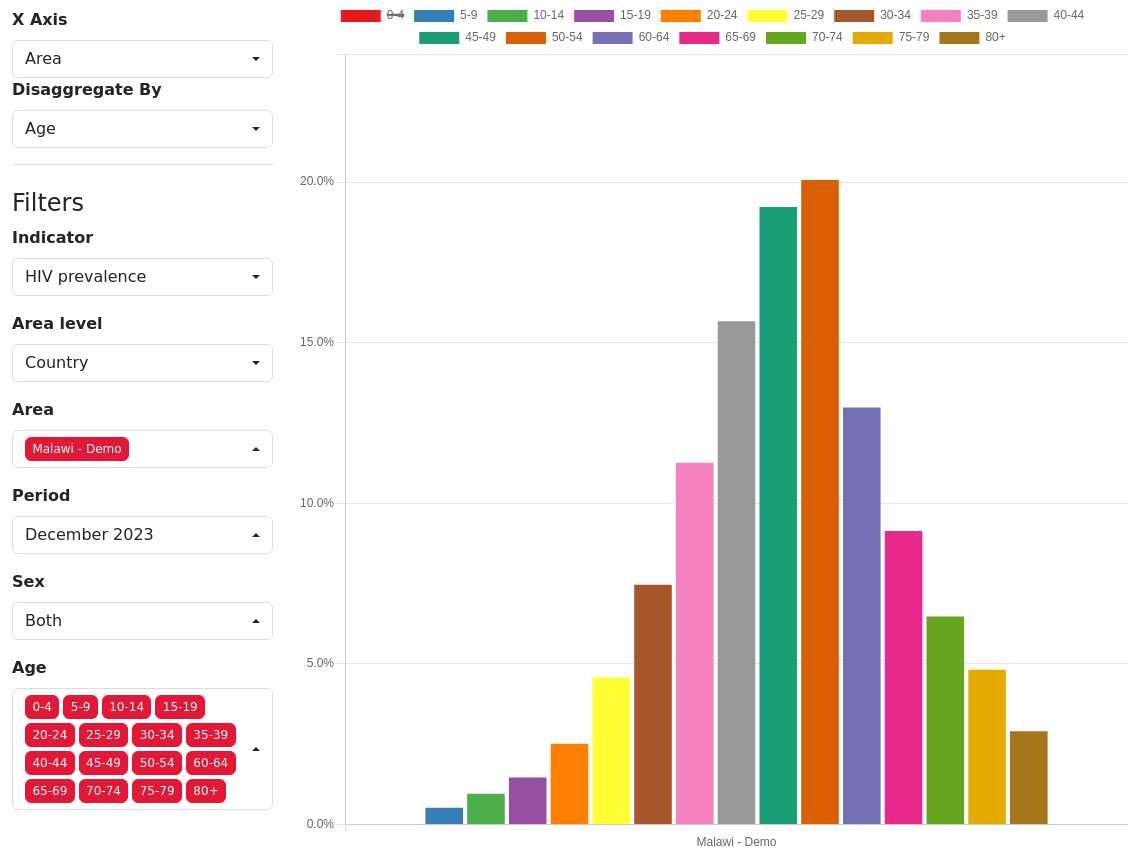 X Axis
Area
Disaggregate By
Age
Filters
Indicator
HIV prevalence
Area level
Country
Area
Malawi - Demo
Period
December 2023
Sex
Both
Age
0-4 5-9 10-14 15-19
20-24 25-29 30-34 35-39
40-44 45-49 50-54 60-64
65-69 70-74 75-79 80+
0-4 5-9 10-14 15-19 20-24 25-29 30-34 35-39 40-44
45-49 50-54 60-64 65-69 70-74 75-79 80+
20.0%
15.0%
10.0%
5.0%
0.0%
Malawi - Demo